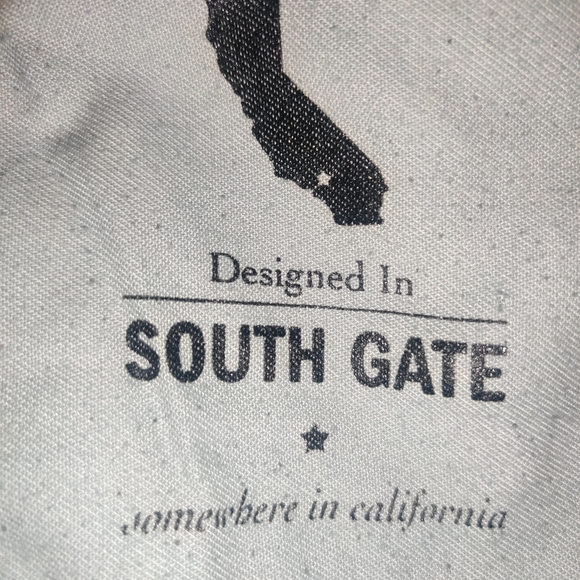 Designed In
SOUTH GATE
somewhere in california